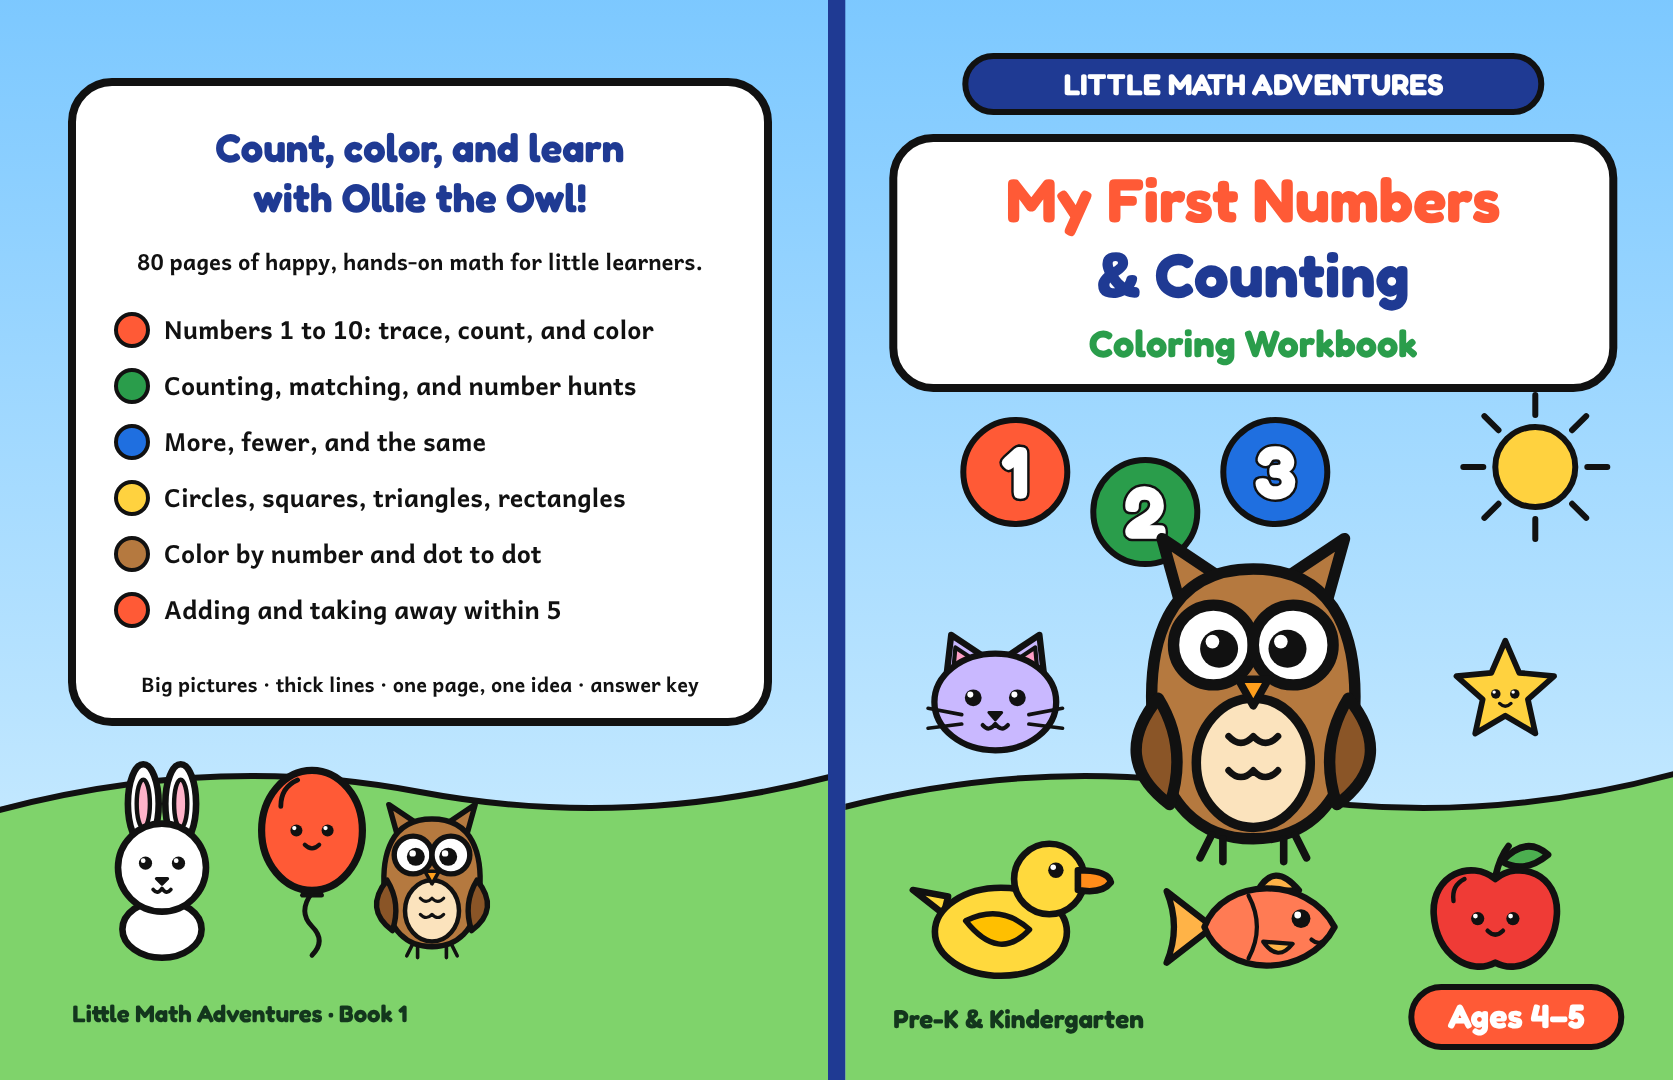 Count, color, and learn
with Ollie the Owl!
80 pages of happy, hands-on math for little learners.
Numbers 1 to 10: trace, count, and color
Counting, matching, and number hunts
More, fewer, and the same
Circles, squares, triangles, rectangles
Color by number and dot to dot
Adding and taking away within 5
Big pictures · thick lines · one page, one idea · answer key
Little Math Adventures · Book 1
LITTLE MATH ADVENTURES
My First Numbers
& Counting
Coloring Workbook
1
2
3
Pre-K & Kindergarten
Ages 4–5